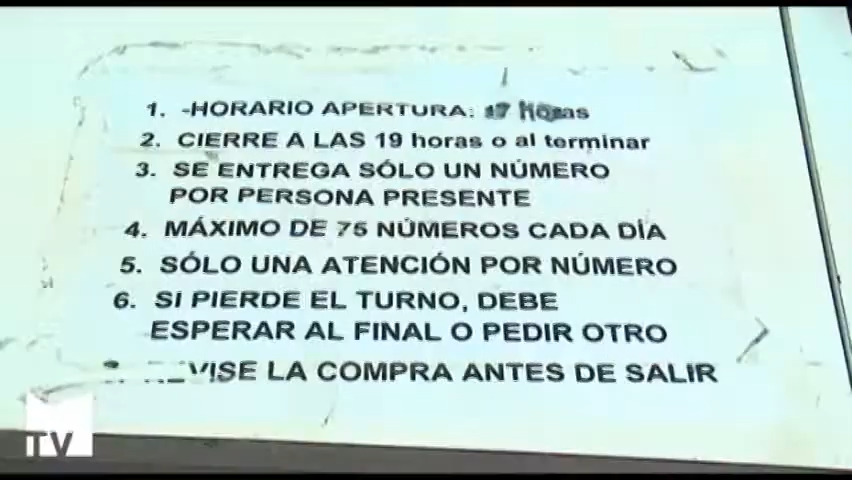 1. -HORARIO APERTURA: 17 Horas
2. CIERRE A LAS 19 horas o al terminar
3. SE ENTREGA SÓLO UN NÚMERO
POR PERSONA PRESENTE
4. MÁXIMO DE 75 NÚMEROS CADA DÍA
5. SÓLO UNA ATENCIÓN POR NÚMERO
6. SI PIERDE EL TURNO, DEBE
ESPERAR AL FINAL O PEDIR OTRO
LA COMPRA ANTES DE SALIR
TV